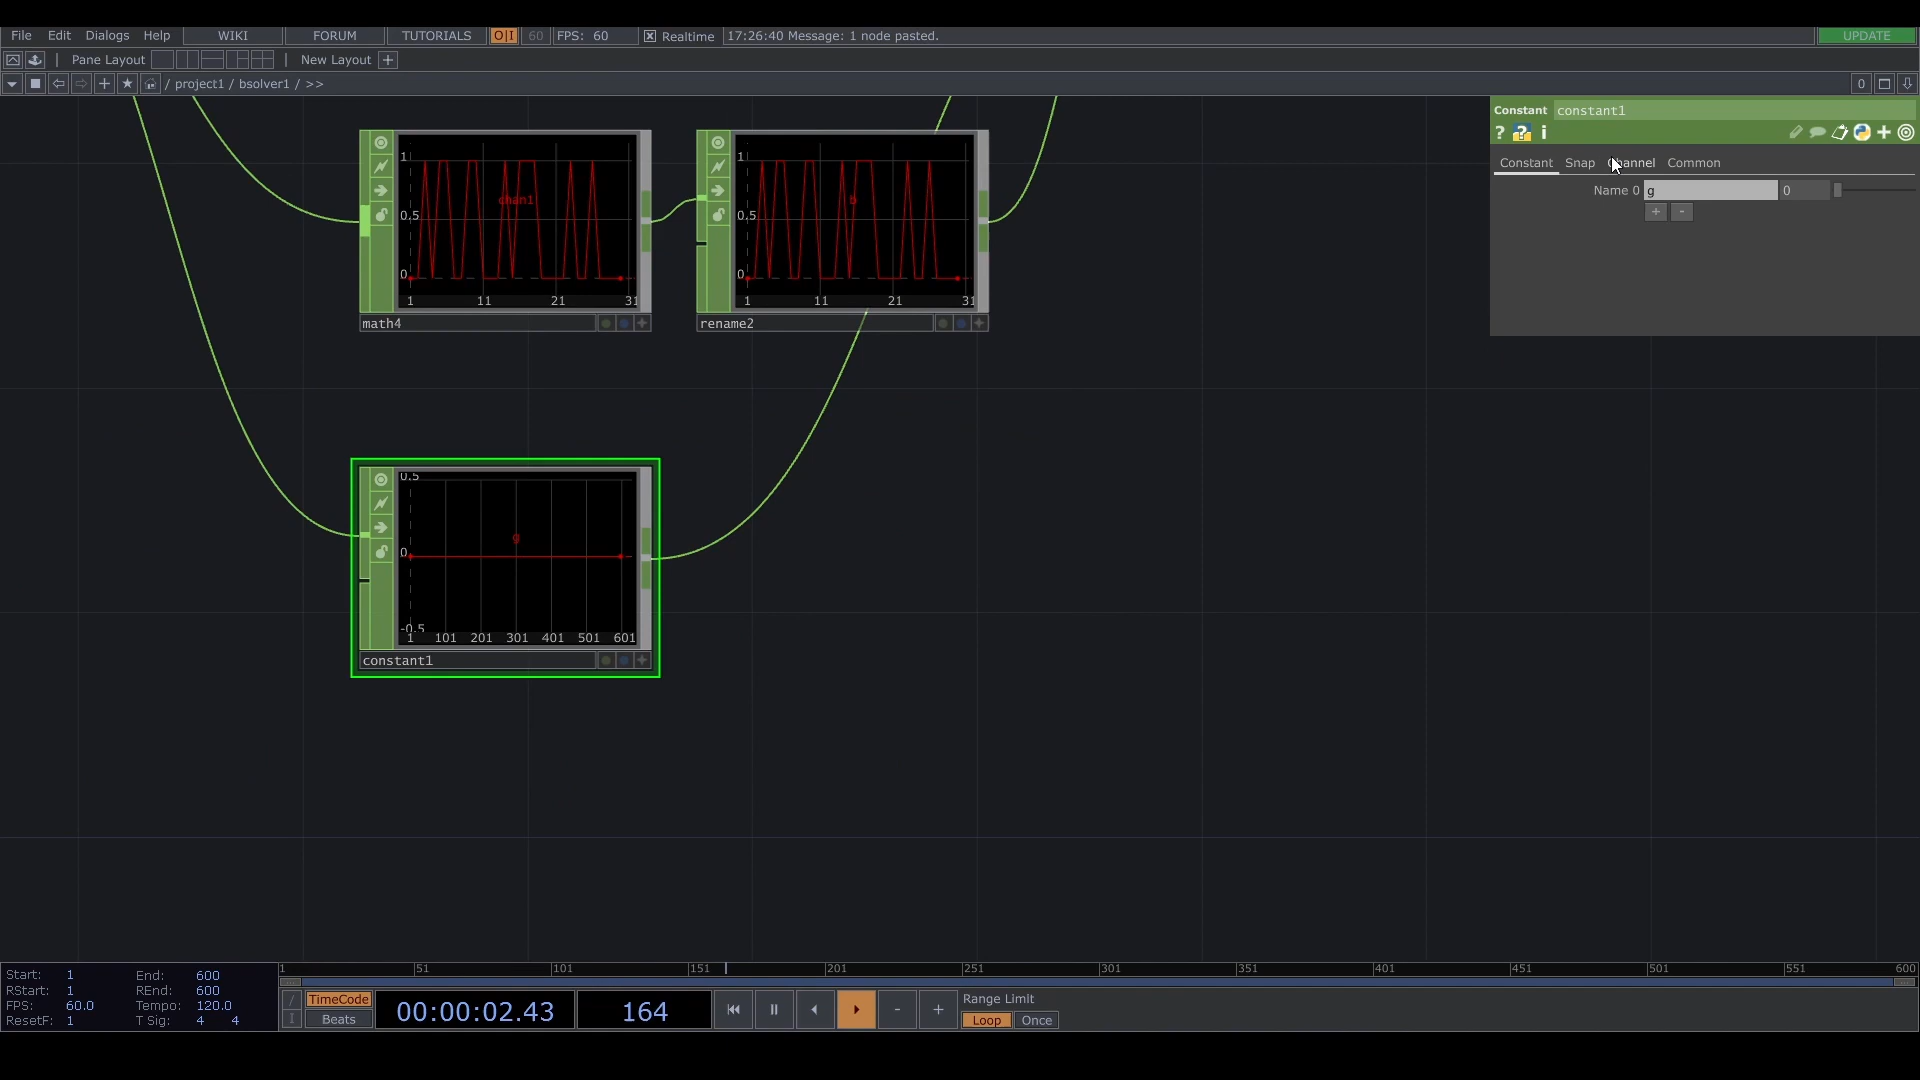 File Edit Dialogs Help WIKI FORUM TUTORIALS O|I 60 FPS: 60 Realtime 17:26:40 Message: 1 node pasted. UPDATE
Pane Layout | New Layout +
/ project1 / bsolver1 / >> 0
Constant constant1
? ? i
Constant Snap Channel Common
Name 0 g 0
+ -
1
0.5
0
chan1
1 11 21 31
math4
1
0.5
0
b
1 11 21 31
rename2
0.5
0
-0.5
g
1 101 201 301 401 501 601
constant1
Start: 1 End: 600
RStart: 1 REnd: 600
FPS: 60.0 Tempo: 120.0
ResetF: 1 T Sig: 4 4
1 51 101 151 201 251 301 351 401 451 501 551 600
/ TimeCode
I Beats
00:00:02.43 164 - +
Range Limit
Loop Once